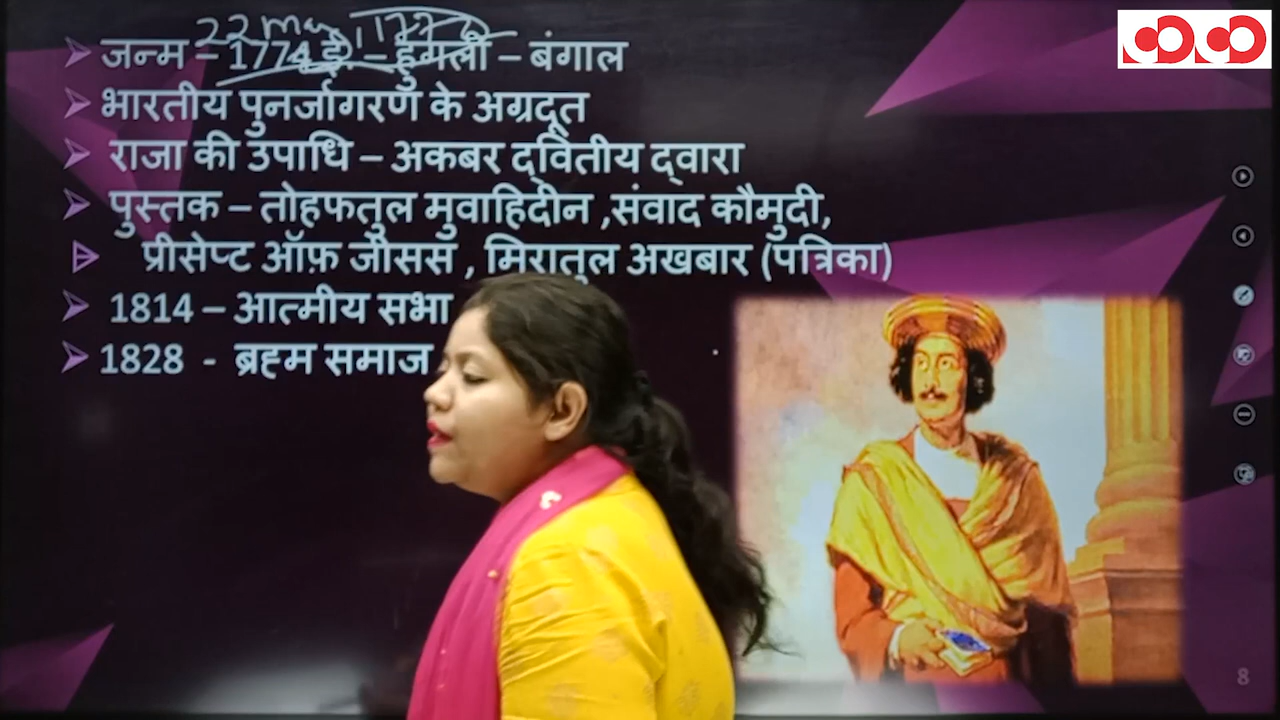 22 May, 1772
जन्म – 1774 ई. – हुगली – बंगाल
भारतीय पुनर्जागरण के अग्रदूत
राजा की उपाधि – अकबर द्वितीय द्वारा
पुस्तक – तोहफतुल मुवाहिदीन ,संवाद कौमुदी,
प्रीसेप्ट ऑफ़ जीसस , मिरातुल अखबार (पत्रिका)
1814 – आत्मीय सभा
1828 - ब्रह्म समाज
8